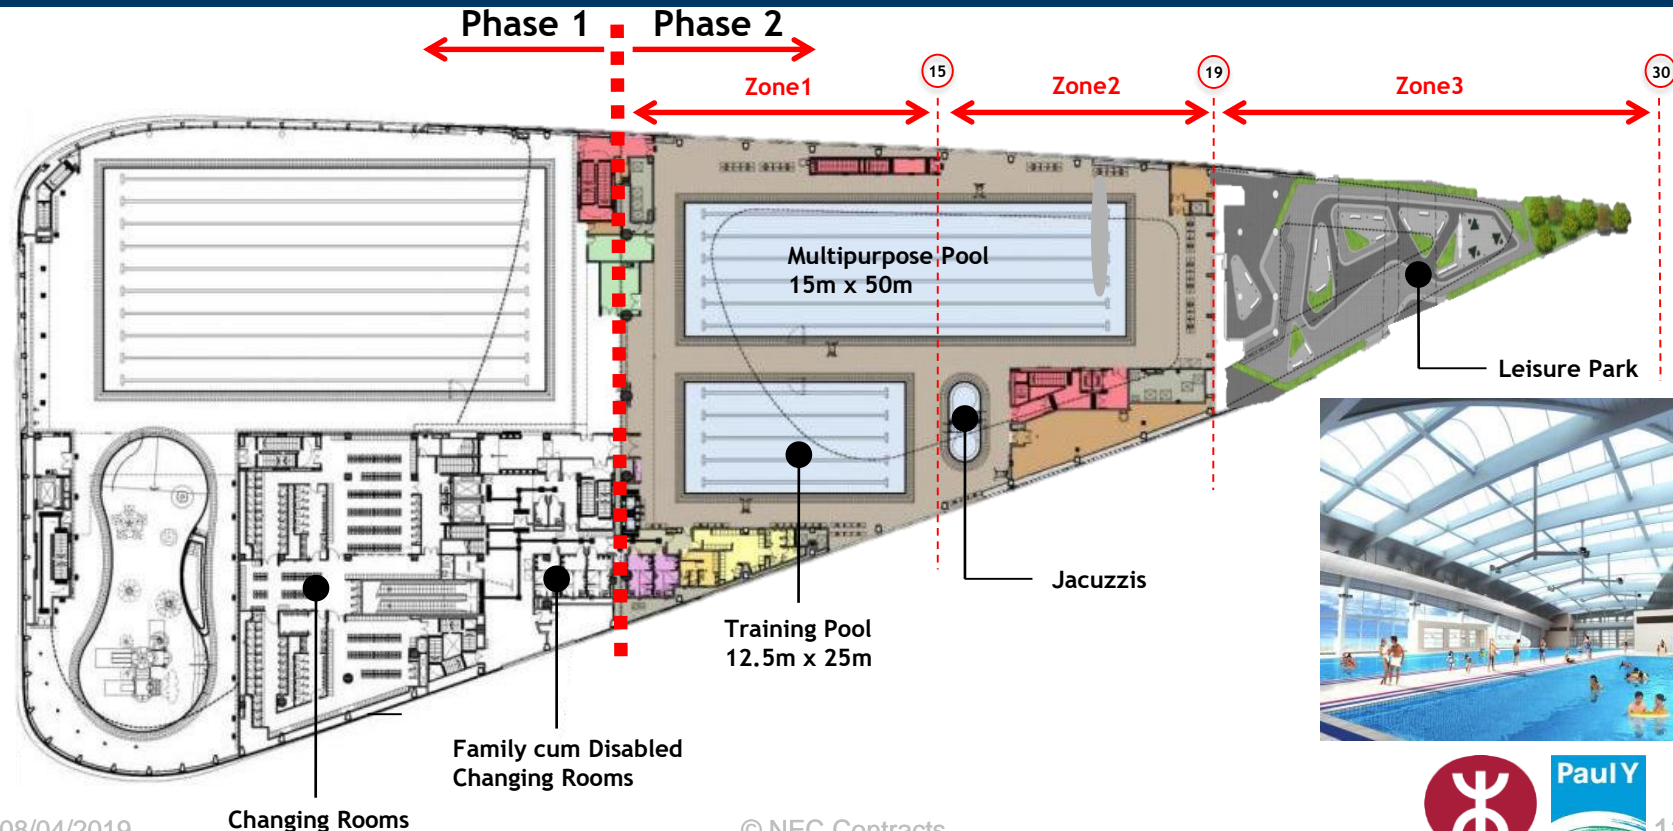 Phase 1
Phase 2
Zone1
15
Zone2
19
Zone3
30
Multipurpose Pool
15m x 50m
Leisure Park
Jacuzzis
Training Pool
12.5m x 25m
Family cum Disabled
Changing Rooms
Changing Rooms
08/04/2019
© NEC Contracts
Paul Y